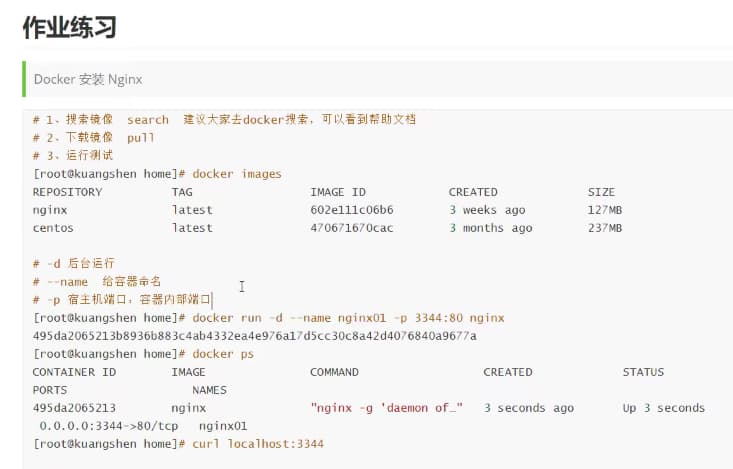 作业练习
Docker 安装 Nginx
# 1、搜索镜像 search 建议大家去docker搜索，可以看到帮助文档
# 2、下载镜像 pull
# 3、运行测试
[root@kuangshen home]# docker images
REPOSITORY TAG IMAGE ID CREATED SIZE
nginx latest 602e111c06b6 3 weeks ago 127MB
centos latest 470671670cac 3 months ago 237MB
# -d 后台运行
# --name 给容器命名
# -p 宿主机端口：容器内部端口
[root@kuangshen home]# docker run -d --name nginx01 -p 3344:80 nginx
495da2065213b8936b883c4ab4332ea4e976a17d5cc30c8a42d4076840a9677a
[root@kuangshen home]# docker ps
CONTAINER ID IMAGE COMMAND CREATED STATUS
PORTS NAMES
495da2065213 nginx "nginx -g 'daemon of…" 3 seconds ago Up 3 seconds
0.0.0.0:3344->80/tcp nginx01
[root@kuangshen home]# curl localhost:3344